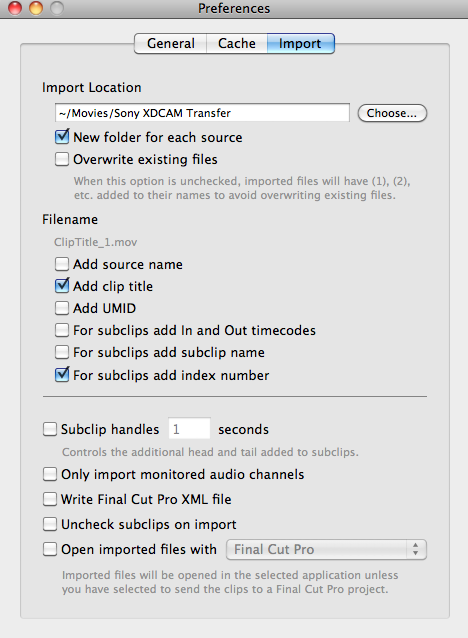 Preferences
General Cache Import
Import Location
~/Movies/Sony XDCAM Transfer Choose...
New folder for each source
Overwrite existing files
When this option is unchecked, imported files will have (1), (2),
etc. added to their names to avoid overwriting existing files.
Filename
ClipTitle_1.mov
Add source name
Add clip title
Add UMID
For subclips add In and Out timecodes
For subclips add subclip name
For subclips add index number
Subclip handles 1 seconds
Controls the additional head and tail added to subclips.
Only import monitored audio channels
Write Final Cut Pro XML file
Uncheck subclips on import
Open imported files with Final Cut Pro
Imported files will be opened in the selected application unless
you have selected to send the clips to a Final Cut Pro project.